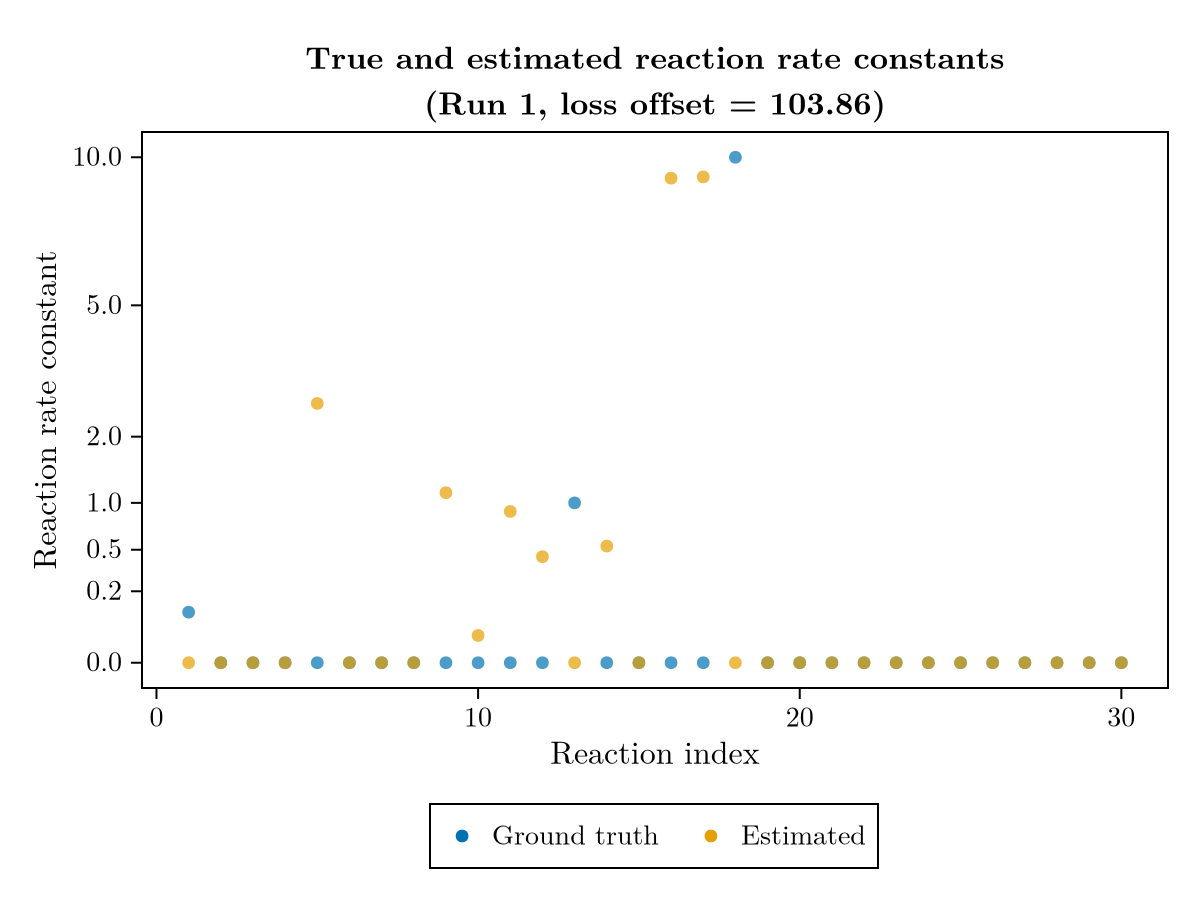 True and estimated reaction rate constants
(Run 1, loss offset = 103.86)
Reaction rate constant
10.0
5.0
2.0
1.0
0.5
0.2
0.0
0 10 20 30
Reaction index
Ground truth Estimated